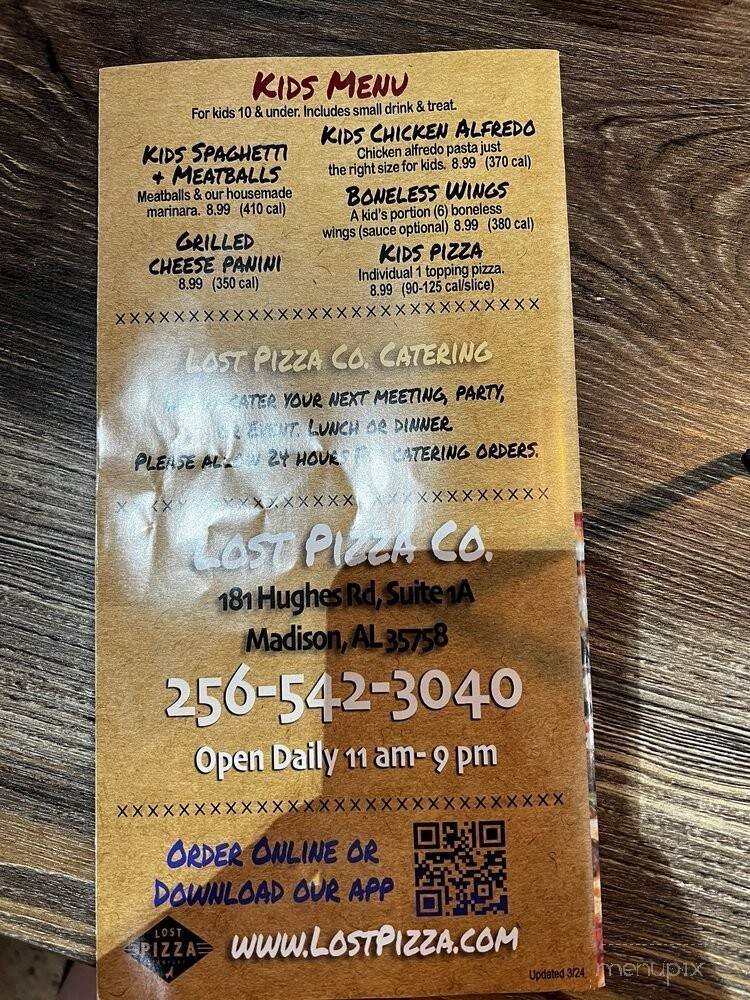 KIDS MENU
For kids 10 & under. Includes small drink & treat.
KIDS SPAGHETTI
+ MEATBALLS
Meatballs & our housemade
marinara. 8.99 (410 cal)
GRILLED
CHEESE PANINI
8.99 (350 cal)
KIDS CHICKEN ALFREDO
Chicken alfredo pasta just
the right size for kids. 8.99 (370 cal)
BONELESS WINGS
A kid's portion (6) boneless
wings (sauce optional) 8.99 (380 cal)
KIDS PIZZA
Individual 1 topping pizza.
8.99 (90-125 cal/slice)
XXXXXXXXXXXXXXXXXXXXXXXXXXXXXX
LOST PIZZA CO. CATERING
CATER YOUR NEXT MEETING, PARTY,
OR EVENT. LUNCH OR DINNER
PLEASE ALLOW 24 HOURS CATERING ORDERS.
LOST PIZZA CO.
181 Hughes Rd, Suite 1A
Madison, AL 35758
256-542-3040
Open Daily 11 am- 9 pm
XXXXXXXXXXXXXXXXXXXXXXXXXXXXXX
ORDER ONLINE OR
DOWNLOAD OUR APP
LOST
PIZZA
WWW.LOSTPIZZA.COM
Updated 3/24
menupix